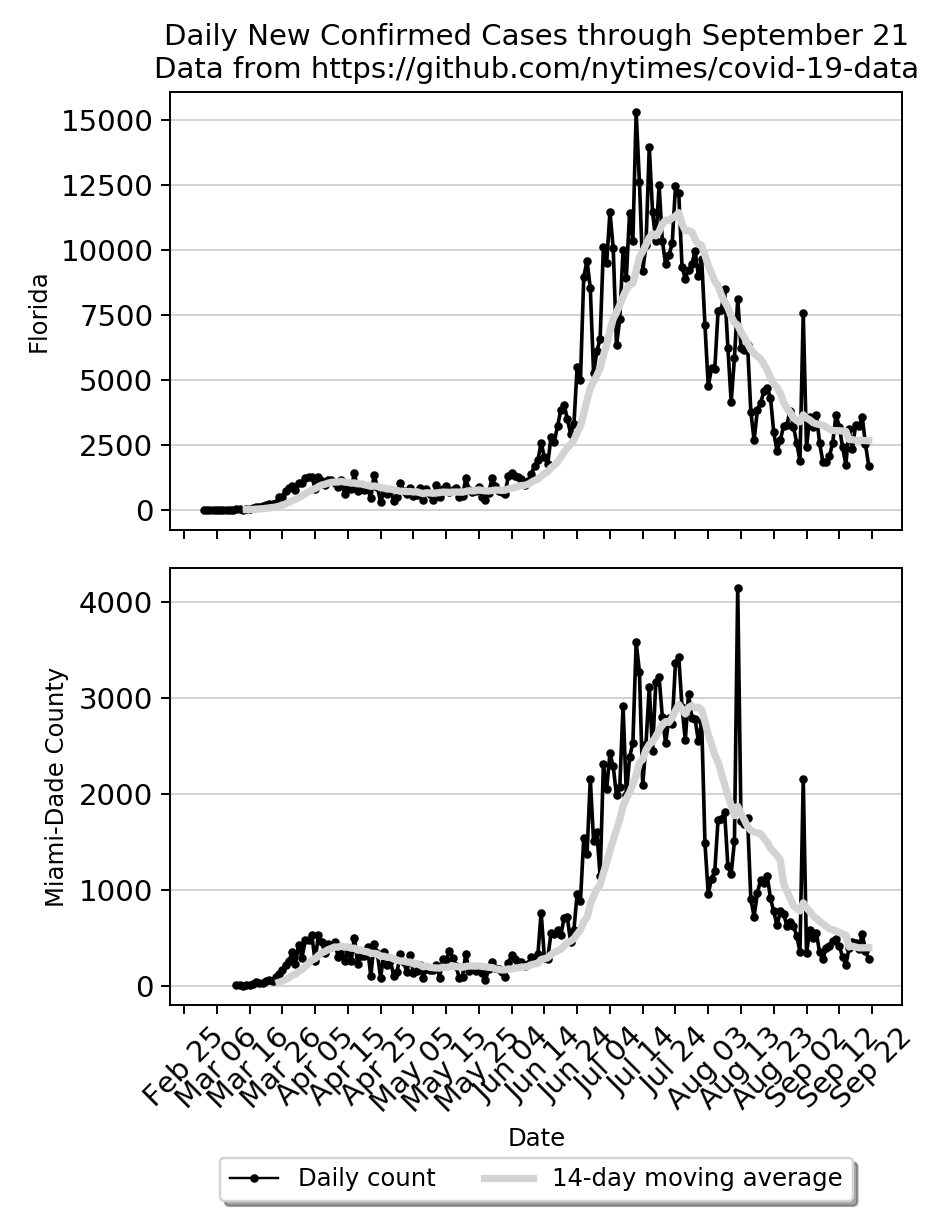 Daily New Confirmed Cases through September 21
Data from https://github.com/nytimes/covid-19-data
15000
12500
10000
7500
5000
2500
0
Florida
4000
3000
2000
1000
0
Miami-Dade County
Feb 25
Mar 06
Mar 16
Mar 26
Apr 05
Apr 15
Apr 25
May 05
May 15
May 25
Jun 04
Jun 14
Jun 24
Jul 04
Jul 14
Jul 24
Aug 03
Aug 13
Aug 23
Sep 02
Sep 12
Sep 22
Date
Daily count 14-day moving average